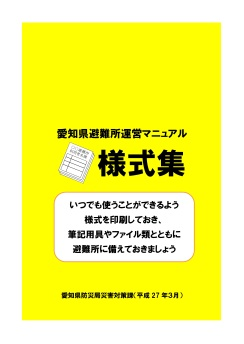 愛知県避難所運営マニュアル
様式集
いつでも使うことができるよう
様式を印刷しておき、
筆記用具やファイル類とともに
避難所に備えておきましょう
愛知県防災局災害対策課(平成 27 年3月)